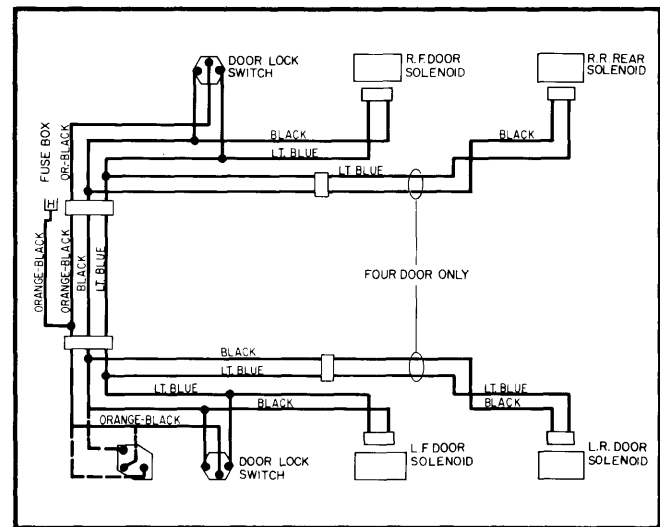 DOOR LOCK
SWITCH
R.F. DOOR
SOLENOID
R.R. REAR
SOLENOID
FUSE BOX
OR-BLACK
BLACK
BLACK
LT. BLUE
LT. BLUE
H
ORANGE-BLACK
ORANGE-BLACK
BLACK
LT. BLUE
FOUR DOOR ONLY
BLACK
LT. BLUE
LT. BLUE
LT. BLUE
BLACK
BLACK
ORANGE-BLACK
DOOR LOCK
SWITCH
L.F DOOR
SOLENOID
L.R. DOOR
SOLENOID